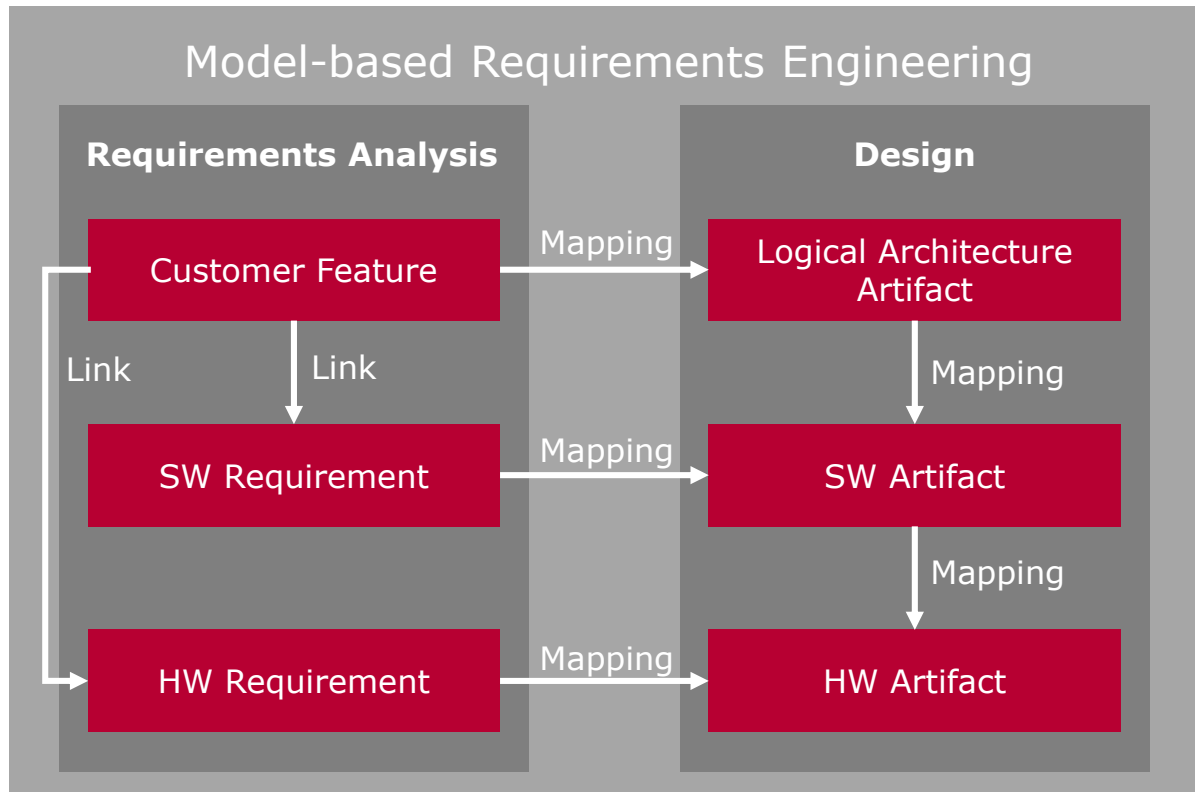 Model-based Requirements Engineering
Requirements Analysis
Design
Customer Feature
Mapping
Logical Architecture
Artifact
Link
Link
Mapping
SW Requirement
Mapping
SW Artifact
Mapping
HW Requirement
Mapping
HW Artifact